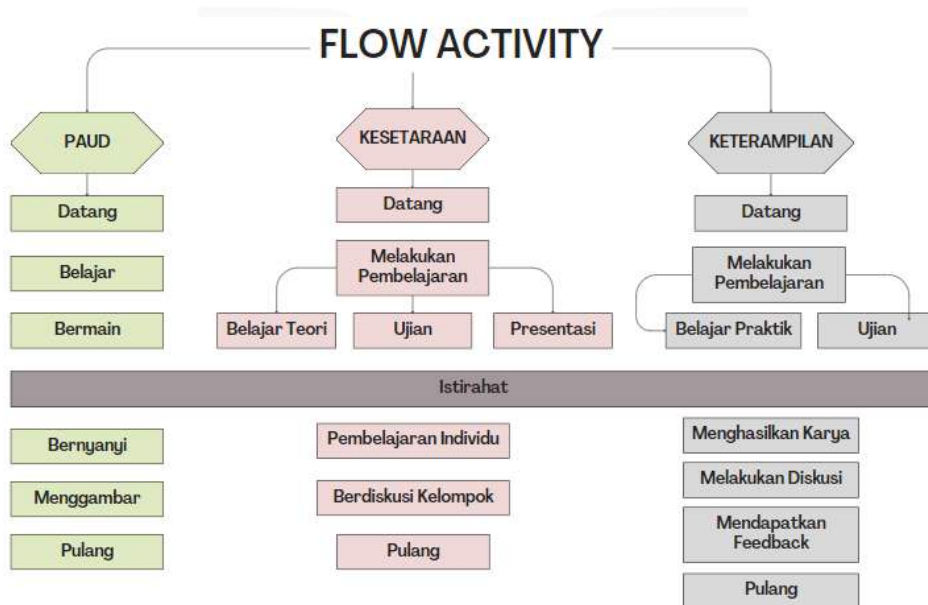 FLOW ACTIVITY
PAUD
KESETARAAN
KETERAMPILAN
Datang
Datang
Datang
Belajar
Melakukan
Pembelajaran
Melakukan
Pembelajaran
Bermain
Belajar Teori
Ujian
Presentasi
Belajar Praktik
Ujian
Istirahat
Bernyanyi
Pembelajaran Individu
Menghasilkan Karya
Menggambar
Berdiskusi Kelompok
Melakukan Diskusi
Pulang
Pulang
Mendapatkan
Feedback
Pulang